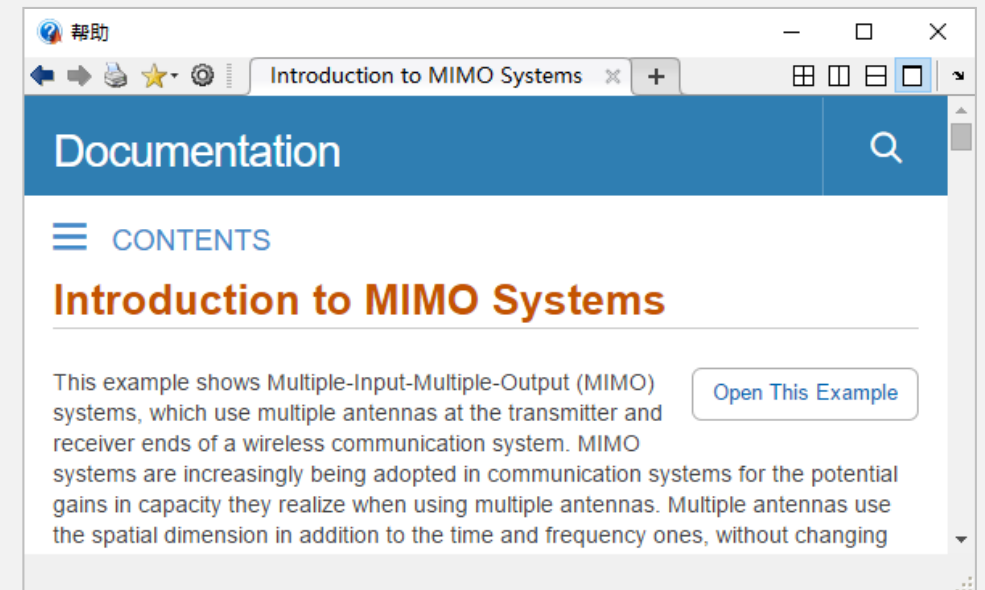 帮助
Introduction to MIMO Systems
Documentation
CONTENTS
Introduction to MIMO Systems
This example shows Multiple-Input-Multiple-Output (MIMO)
Open This Example
systems, which use multiple antennas at the transmitter and
receiver ends of a wireless communication system. MIMO
systems are increasingly being adopted in communication systems for the potential
gains in capacity they realize when using multiple antennas. Multiple antennas use
the spatial dimension in addition to the time and frequency ones, without changing